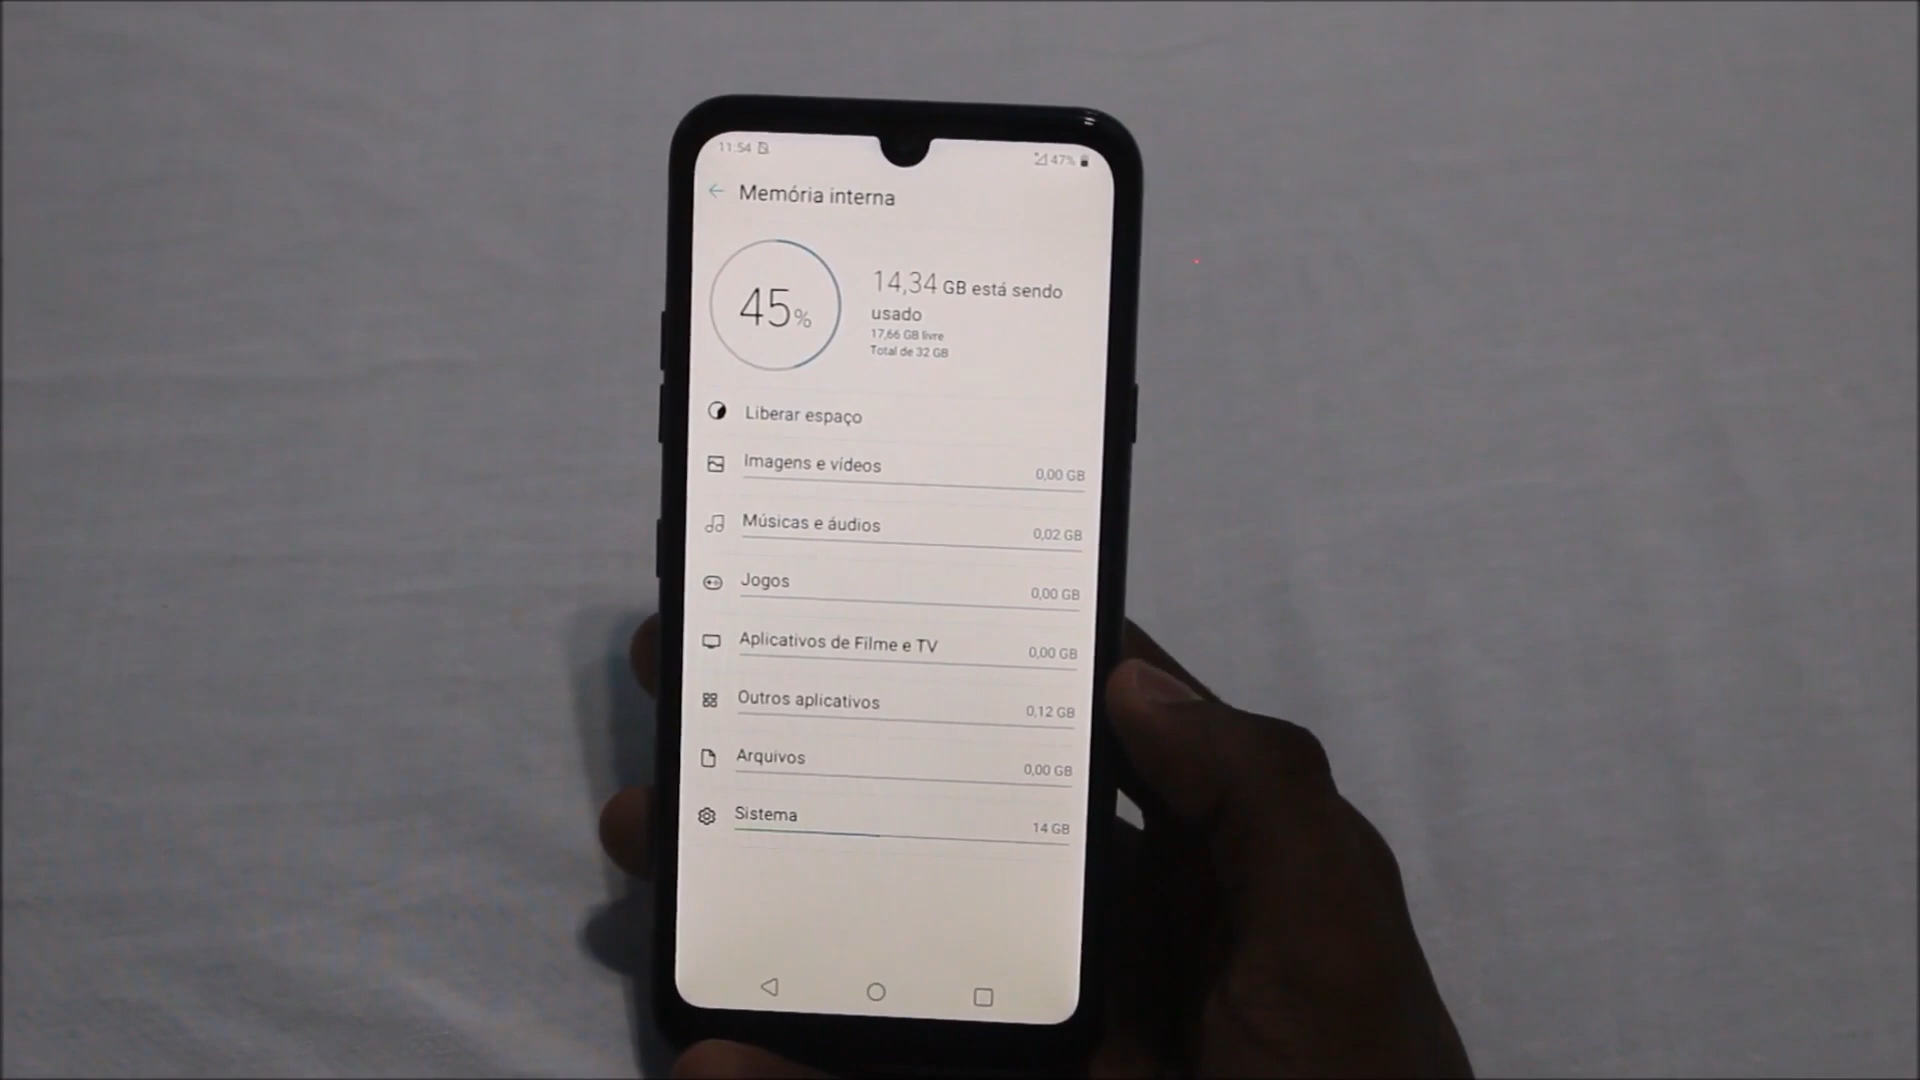 11:54
47%
Memória interna
45%
14,34 GB está sendo
usado
17,66 GB livre
Total de 32 GB
Liberar espaço
Imagens e vídeos
0,00 GB
Músicas e áudios
0,02 GB
Jogos
0,00 GB
Aplicativos de Filme e TV
0,00 GB
Outros aplicativos
0,12 GB
Arquivos
0,00 GB
Sistema
14 GB